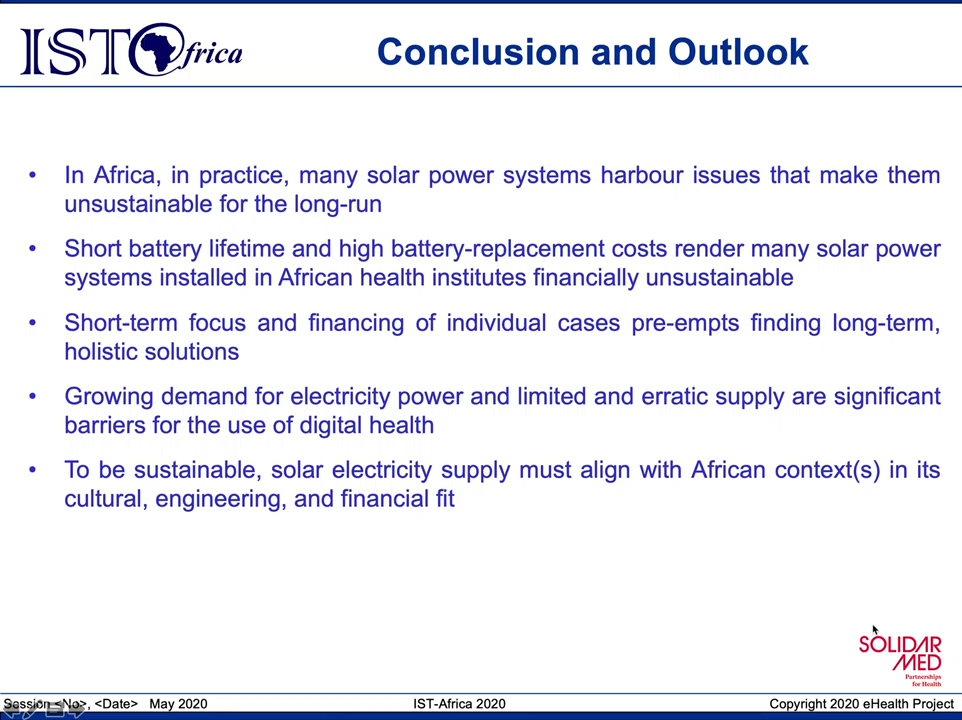 ISTAfrica
Conclusion and Outlook
• In Africa, in practice, many solar power systems harbour issues that make them
unsustainable for the long-run
• Short battery lifetime and high battery-replacement costs render many solar power
systems installed in African health institutes financially unsustainable
• Short-term focus and financing of individual cases pre-empts finding long-term,
holistic solutions
• Growing demand for electricity power and limited and erratic supply are significant
barriers for the use of digital health
• To be sustainable, solar electricity supply must align with African context(s) in its
cultural, engineering, and financial fit
SOLIDAR
MED
Partnerships
for Health
Session <No>, <Date> May 2020
IST-Africa 2020
Copyright 2020 eHealth Project